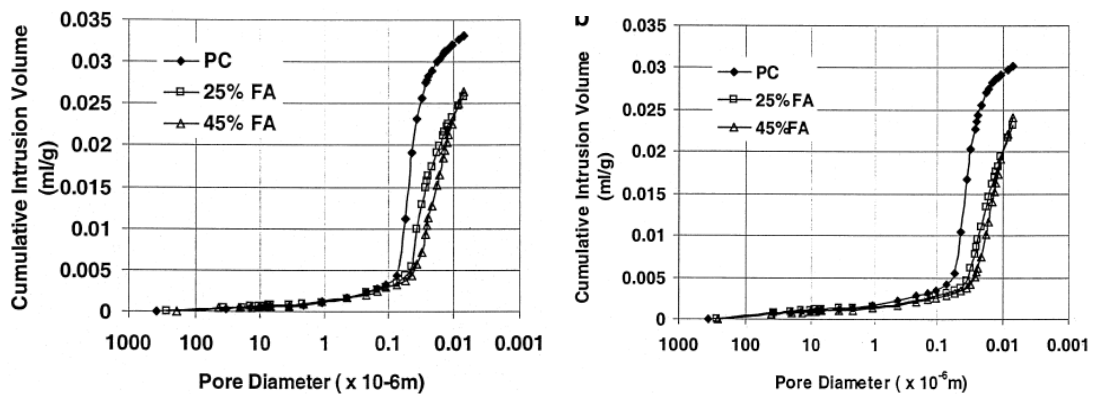 0.035
0.03
0.025
0.02
0.015
0.01
0.005
0
Cumulative Intrusion Volume
(ml/g)
PC
25% FA
45% FA
1000 100 10 1 0.1 0.01 0.001
Pore Diameter ( x 10-6m)
b
0.035
0.03
0.025
0.02
0.015
0.01
0.005
0
Cumulative Intrusion Volume
(ml/g)
PC
25%FA
45%FA
1000 100 10 1 0.1 0.01 0.001
Pore Diameter ( x 10⁻⁶m)